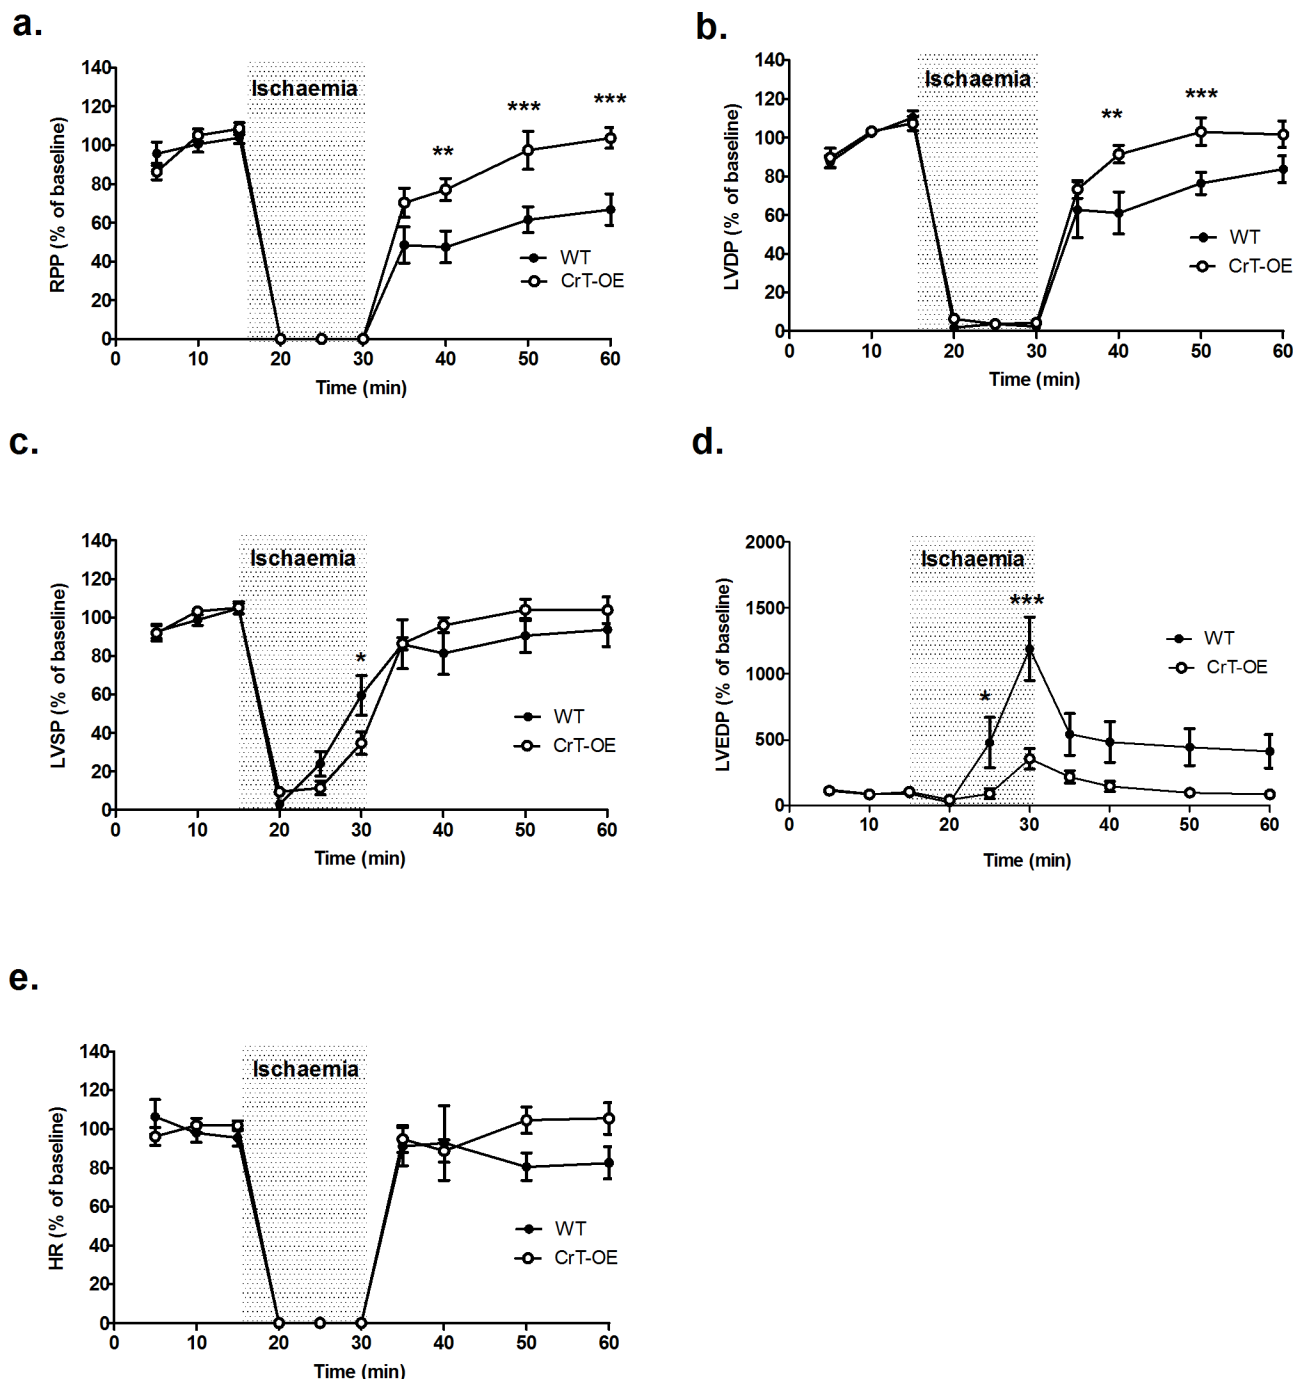 a.
RPP (% of baseline)
140
120
100
80
60
40
20
0
Ischaemia
**
***
***
WT
CrT-OE
0 10 20 30 40 50 60
Time (min)
b.
LVDP (% of baseline)
140
120
100
80
60
40
20
0
Ischaemia
**
***
WT
CrT-OE
0 10 20 30 40 50 60
Time (min)
c.
LVSP (% of baseline)
140
120
100
80
60
40
20
0
Ischaemia
*
WT
CrT-OE
0 10 20 30 40 50 60
Time (min)
d.
LVEDP (% of baseline)
2000
1500
1000
500
0
Ischaemia
***
*
WT
CrT-OE
0 10 20 30 40 50 60
Time (min)
e.
HR (% of baseline)
140
120
100
80
60
40
20
0
Ischaemia
WT
CrT-OE
0 10 20 30 40 50 60
Time (min)